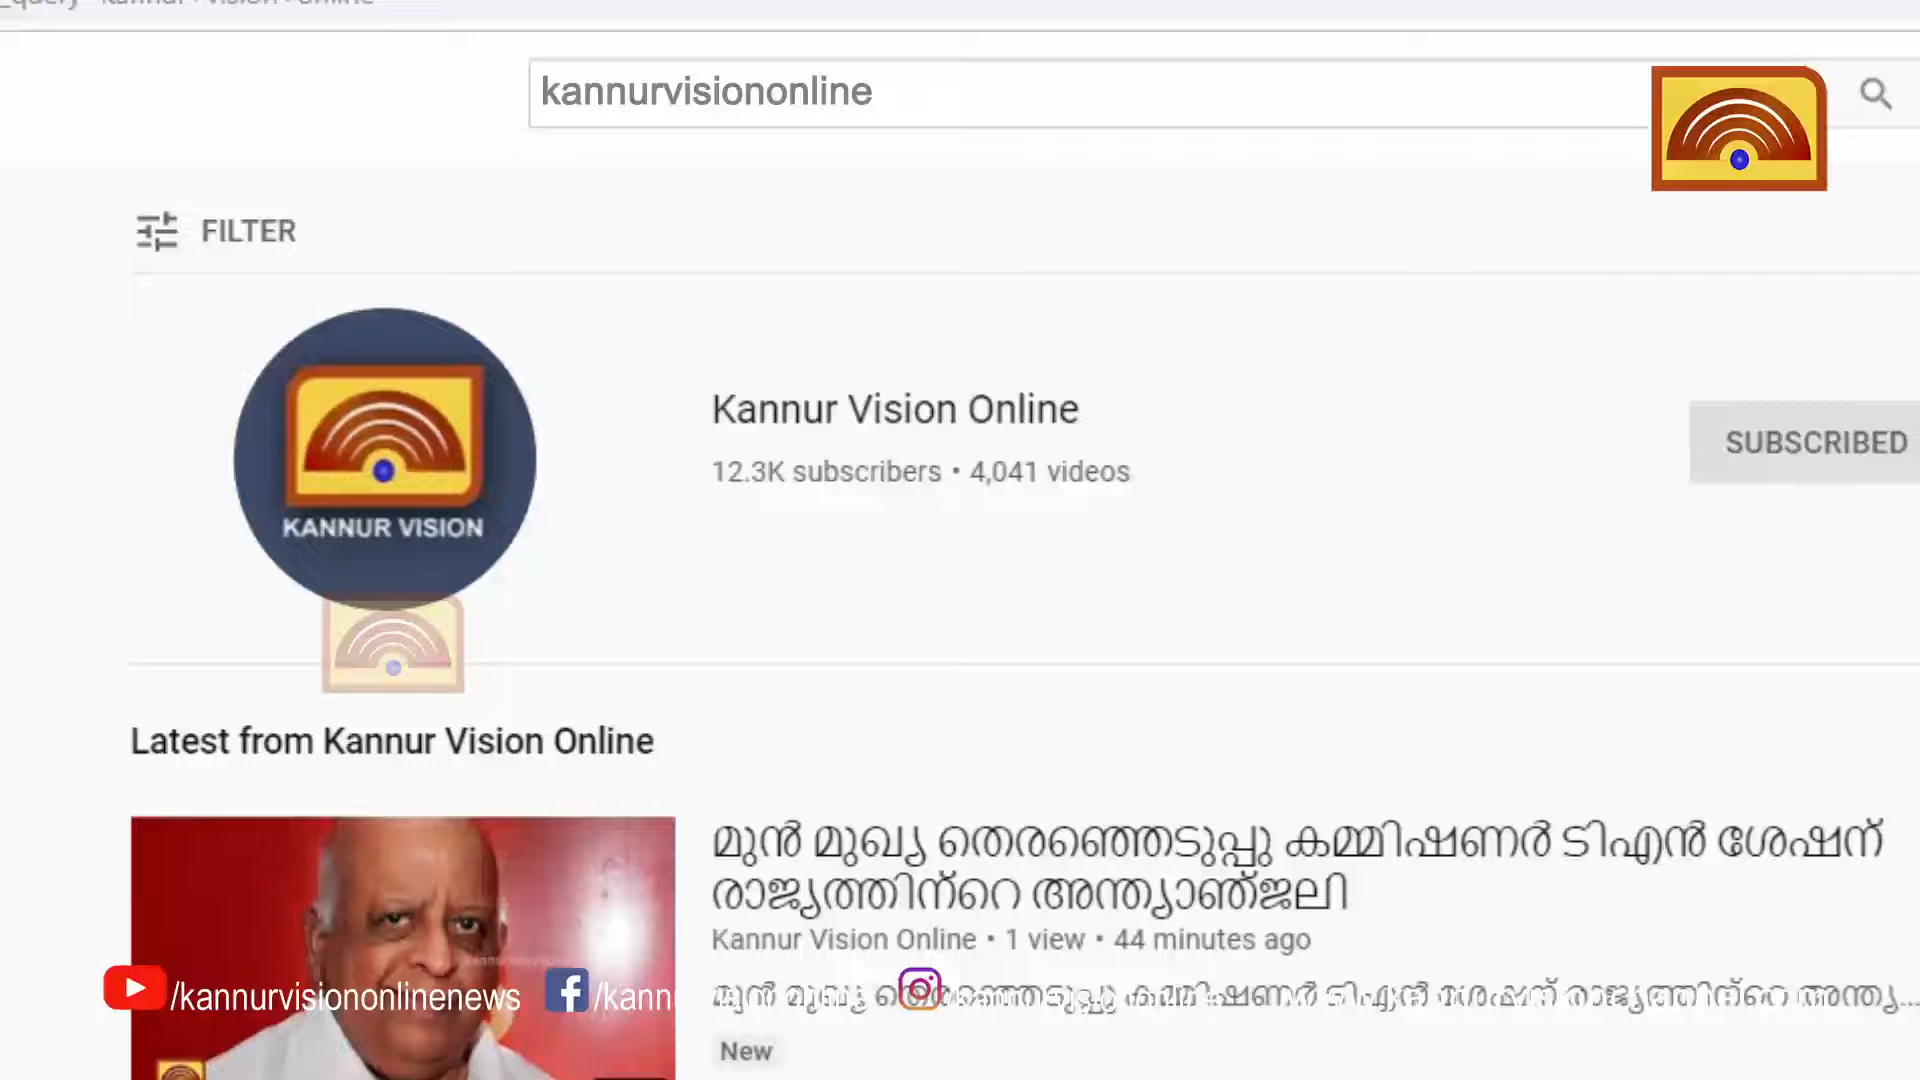 kannurvisiononline
FILTER
KANNUR VISION
Kannur Vision Online
12.3K subscribers • 4,041 videos
SUBSCRIBED
Latest from Kannur Vision Online
മുൻ മുഖ്യ തെരഞ്ഞെടുപ്പു കമ്മിഷണർ ടിഎൻ ശേഷന്
രാജ്യത്തിന്റെ അന്ത്യാഞ്ജലി
Kannur Vision Online • 1 view • 44 minutes ago
/kannurvisiononlinenews
New